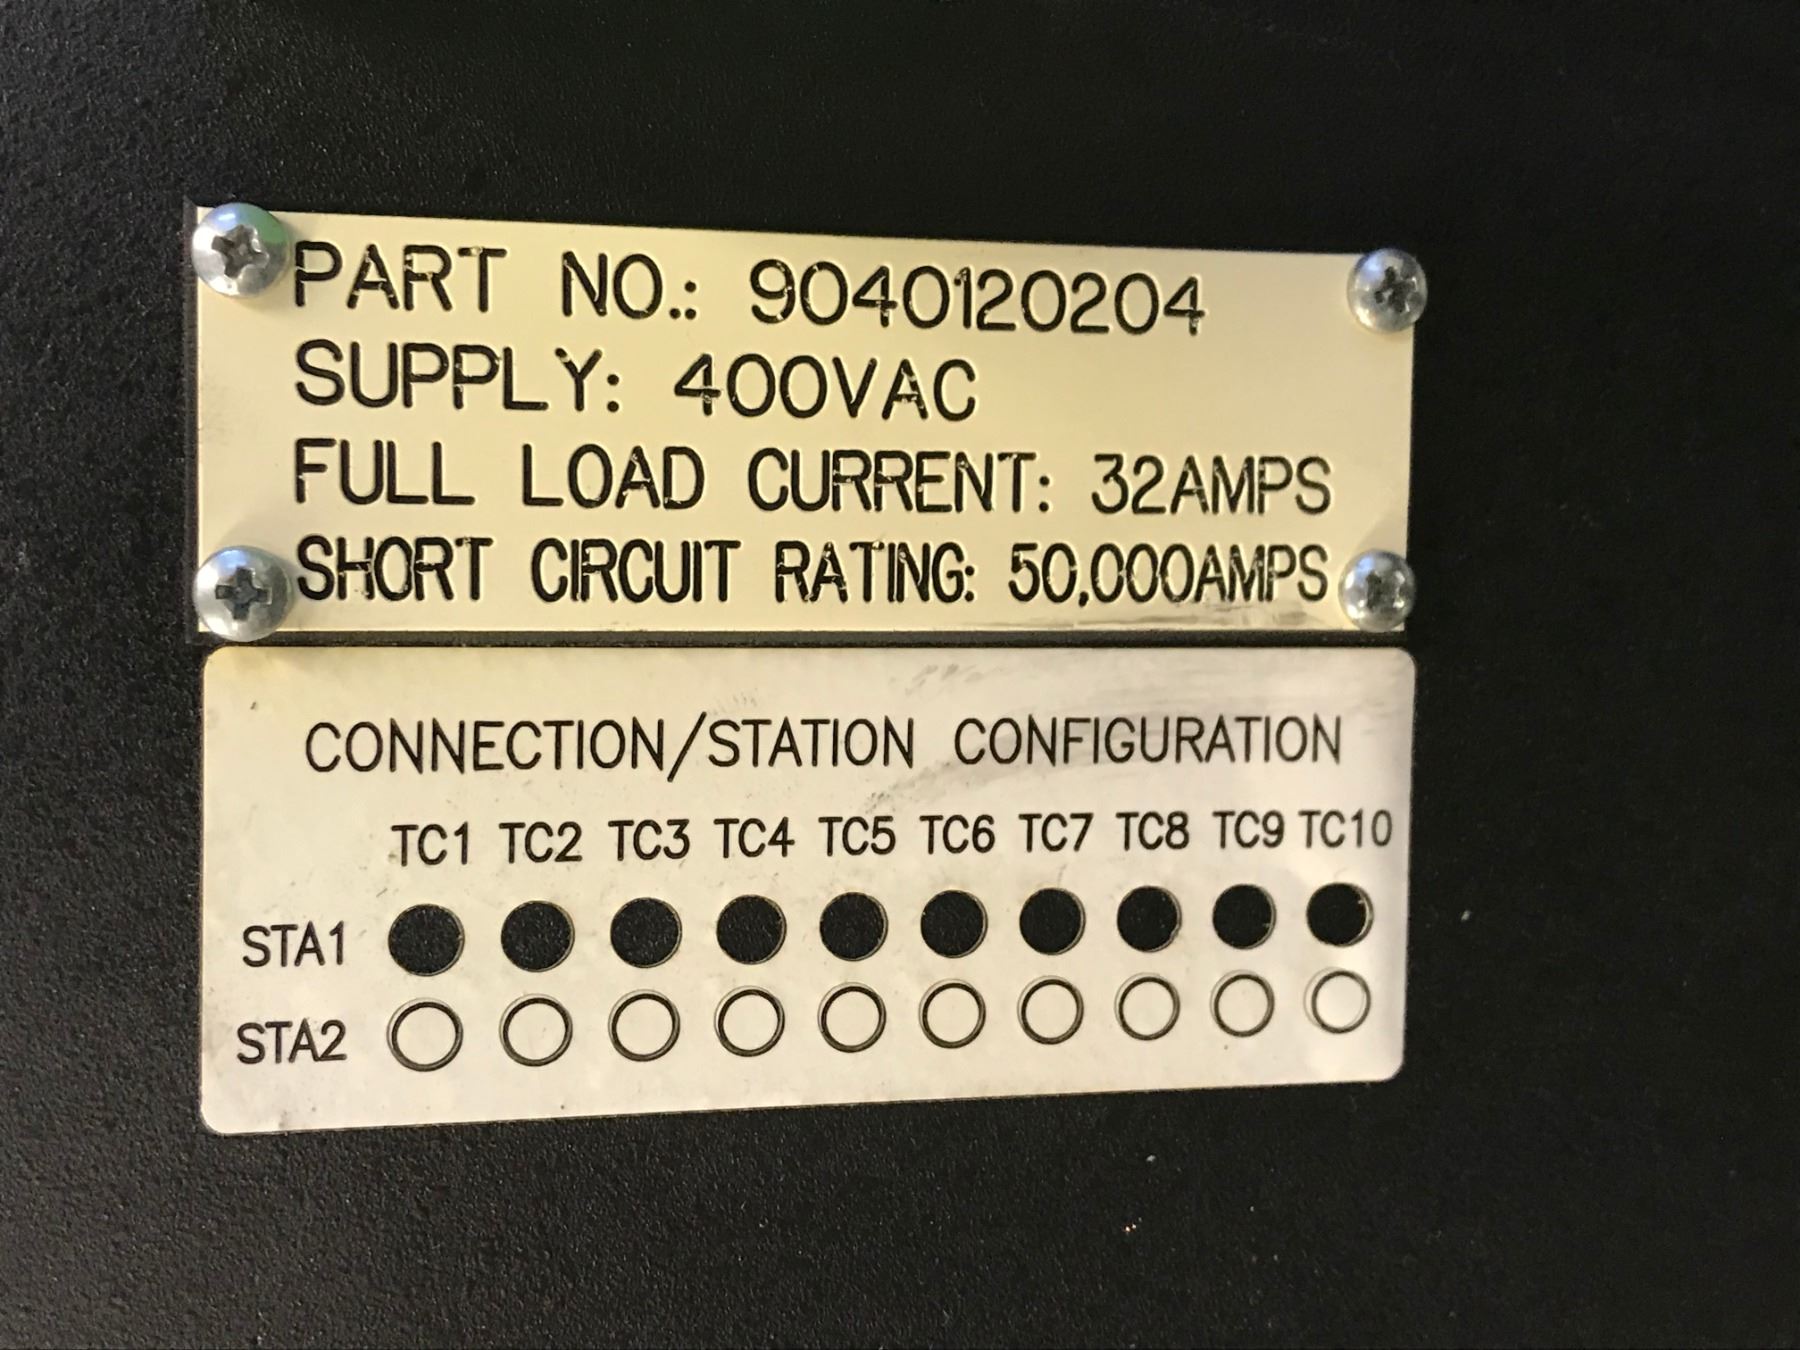 PART NO.: 9040120204
SUPPLY: 400VAC
FULL LOAD CURRENT: 32AMPS
SHORT CIRCUIT RATING: 50,000AMPS
CONNECTION/STATION CONFIGURATION
TC1 TC2 TC3 TC4 TC5 TC6 TC7 TC8 TC9 TC10
STA1
STA2